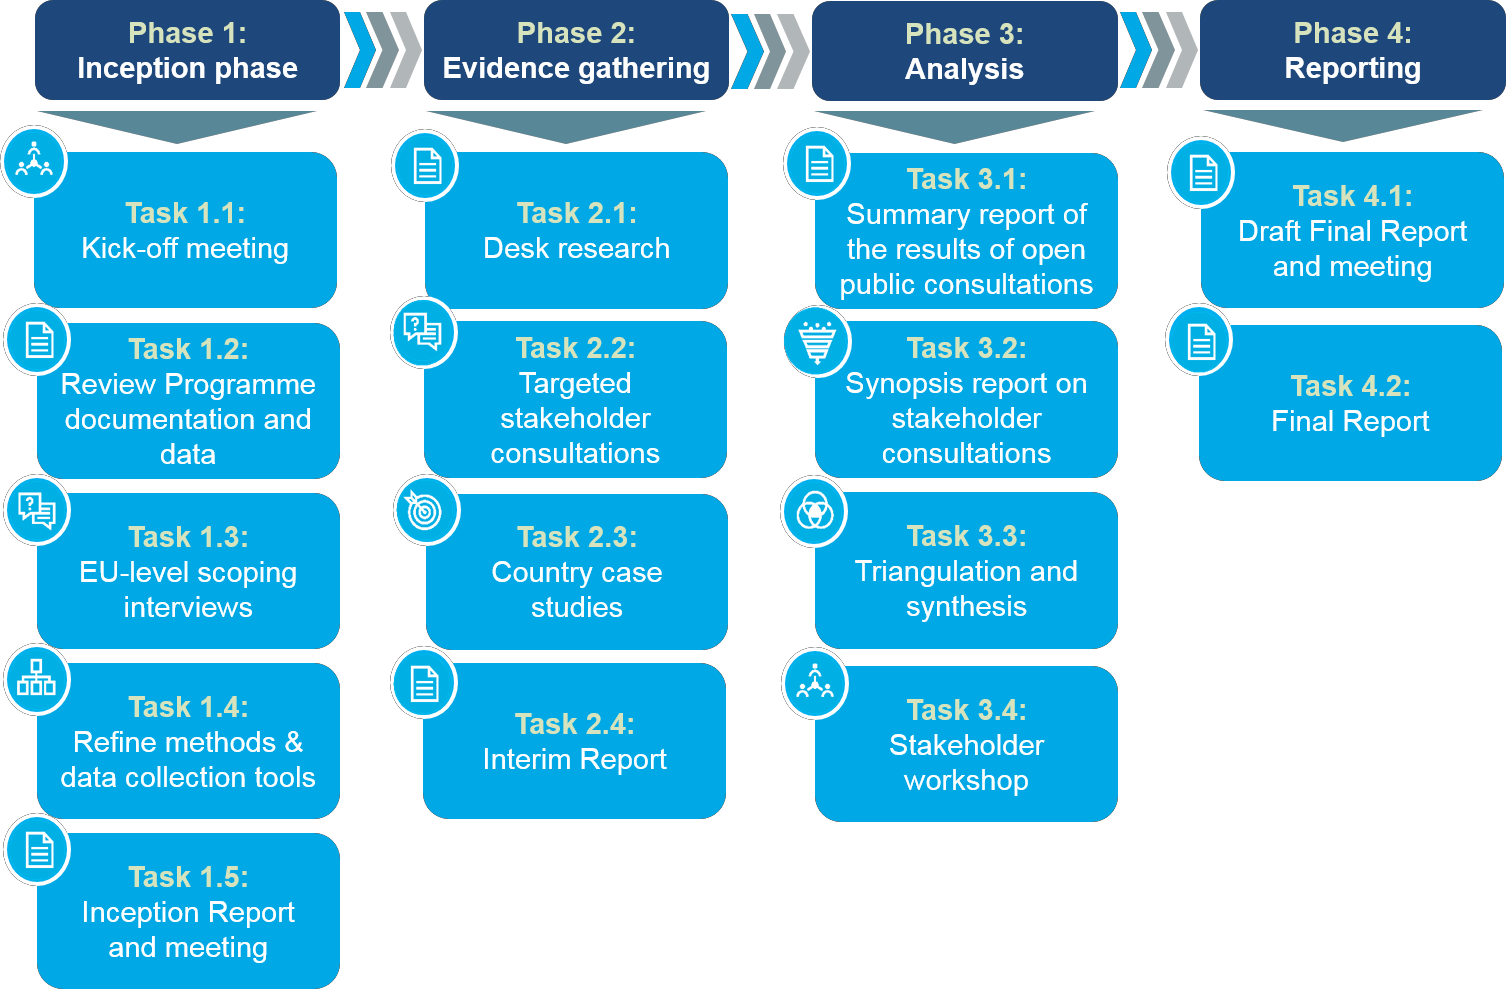 Phase 1:
Inception phase
Phase 2:
Evidence gathering
Phase 3:
Analysis
Phase 4:
Reporting
Task 1.1:
Kick-off meeting
Task 1.2:
Review Programme
documentation and
data
Task 1.3:
EU-level scoping
interviews
Task 1.4:
Refine methods &
data collection tools
Task 1.5:
Inception Report
and meeting
Task 2.1:
Desk research
Task 2.2:
Targeted
stakeholder
consultations
Task 2.3:
Country case
studies
Task 2.4:
Interim Report
Task 3.1:
Summary report of
the results of open
public consultations
Task 3.2:
Synopsis report on
stakeholder
consultations
Task 3.3:
Triangulation and
synthesis
Task 3.4:
Stakeholder
workshop
Task 4.1:
Draft Final Report
and meeting
Task 4.2:
Final Report